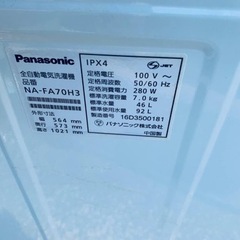 Panasonic
全自動電気洗濯機
品番
NA-FA70H3
外形寸法
幅 564 mm
奥行 573 mm
高さ 1021 mm
IPX4
JET
定格電圧 100 V ~
定格周波数 50/60 Hz
定格消費電力 280 W
標準洗濯容量 7.0 kg
標準水量 46 L
標準使用水量 92 L
製造番号 16D3500181
パナソニック株式会社
中国製